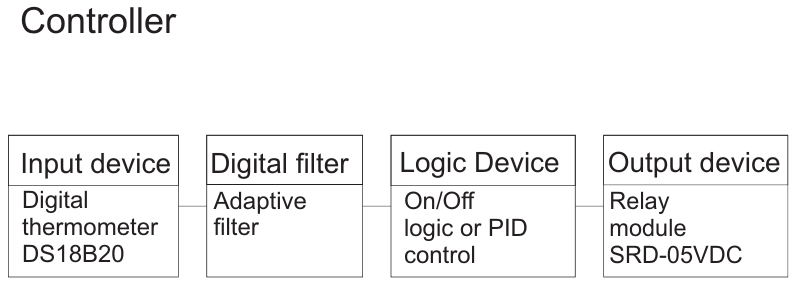 Controller
Input device
Digital
thermometer
DS18B20
Digital filter
Adaptive
filter
Logic Device
On/Off
logic or PID
control
Output device
Relay
module
SRD-05VDC